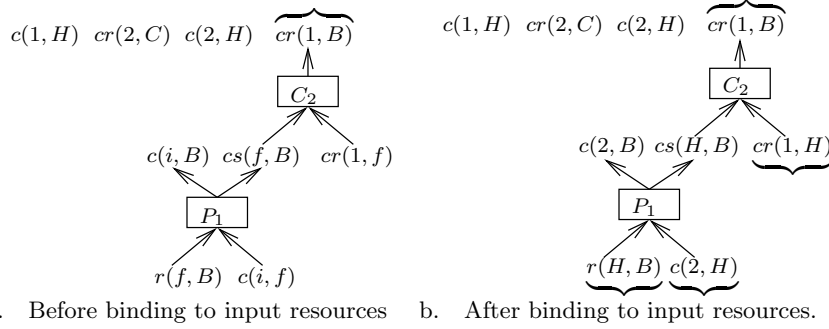 c(1, H) cr(2, C) c(2, H) cr(1, B)
C₂
c(i, B) cs(f, B) cr(1, f)
P₁
r(f, B) c(i, f)
. Before binding to input resources
c(1, H) cr(2, C) c(2, H) cr(1, B)
C₂
c(2, B) cs(H, B) cr(1, H)
P₁
r(H, B) c(2, H)
b. After binding to input resources.